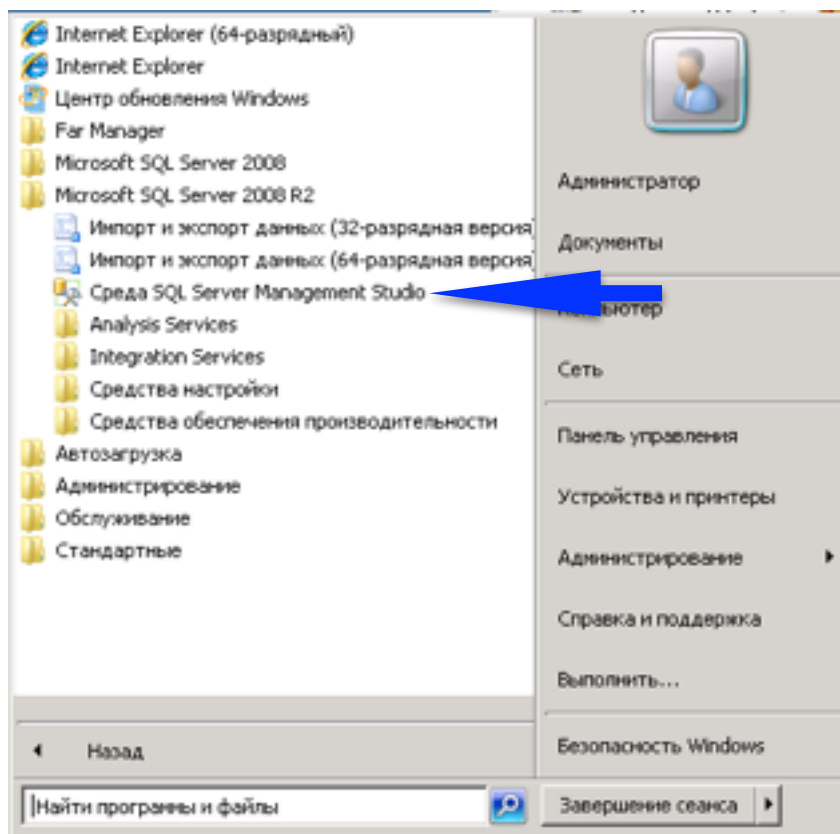 Internet Explorer (64-разрядный)
Internet Explorer
Центр обновления Windows
Far Manager
Microsoft SQL Server 2008
Microsoft SQL Server 2008 R2
Импорт и экспорт данных (32-разрядная версия
Импорт и экспорт данных (64-разрядная версия
Среда SQL Server Management Studio
Analysis Services
Integration Services
Средства настройки
Средства обеспечения производительности
Автозагрузка
Администрирование
Обслуживание
Стандартные
Назад
Найти программы и файлы
Администратор
Документы
Компьютер
Сеть
Панель управления
Устройства и принтеры
Администрирование
Справка и поддержка
Выполнить...
Безопасность Windows
Завершение сеанса